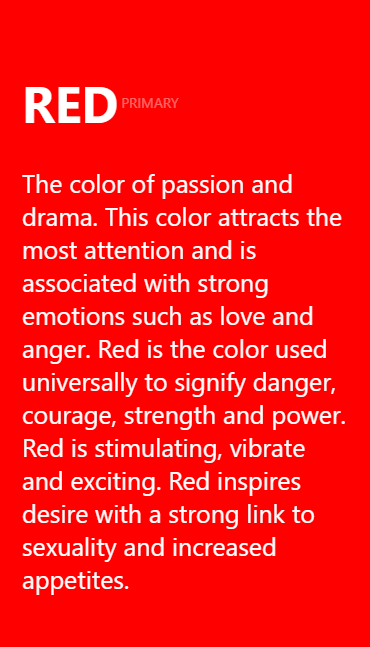 RED PRIMARY
The color of passion and
drama. This color attracts the
most attention and is
associated with strong
emotions such as love and
anger. Red is the color used
universally to signify danger,
courage, strength and power.
Red is stimulating, vibrate
and exciting. Red inspires
desire with a strong link to
sexuality and increased
appetites.